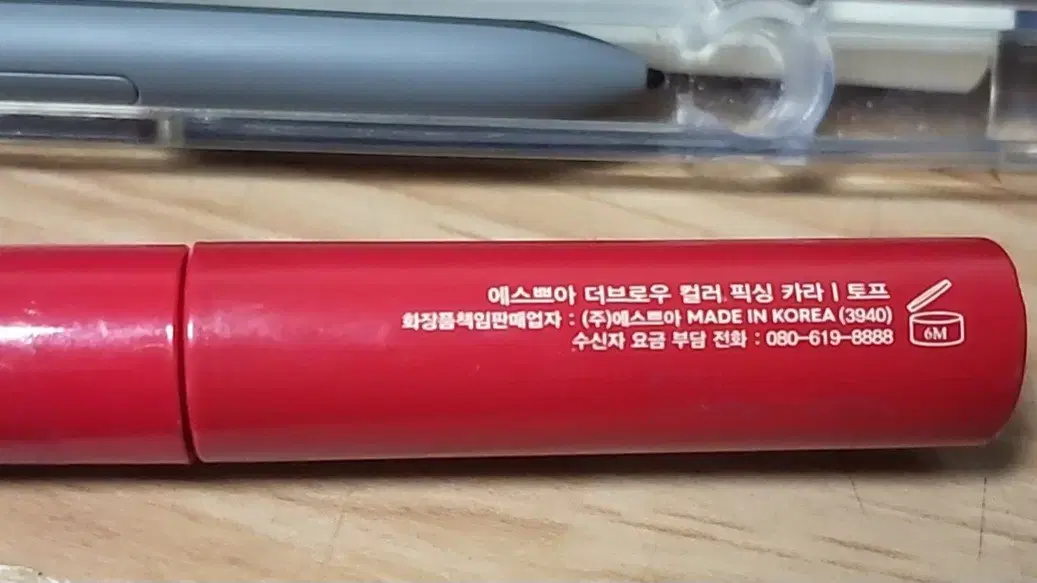 에스쁘아 더브로우 컬러 픽싱 카라 | 토프
화장품책임판매업자 : (주)에스쁘아 MADE IN KOREA (3940)
수신자 요금 부담 전화 : 080-619-8888
6M